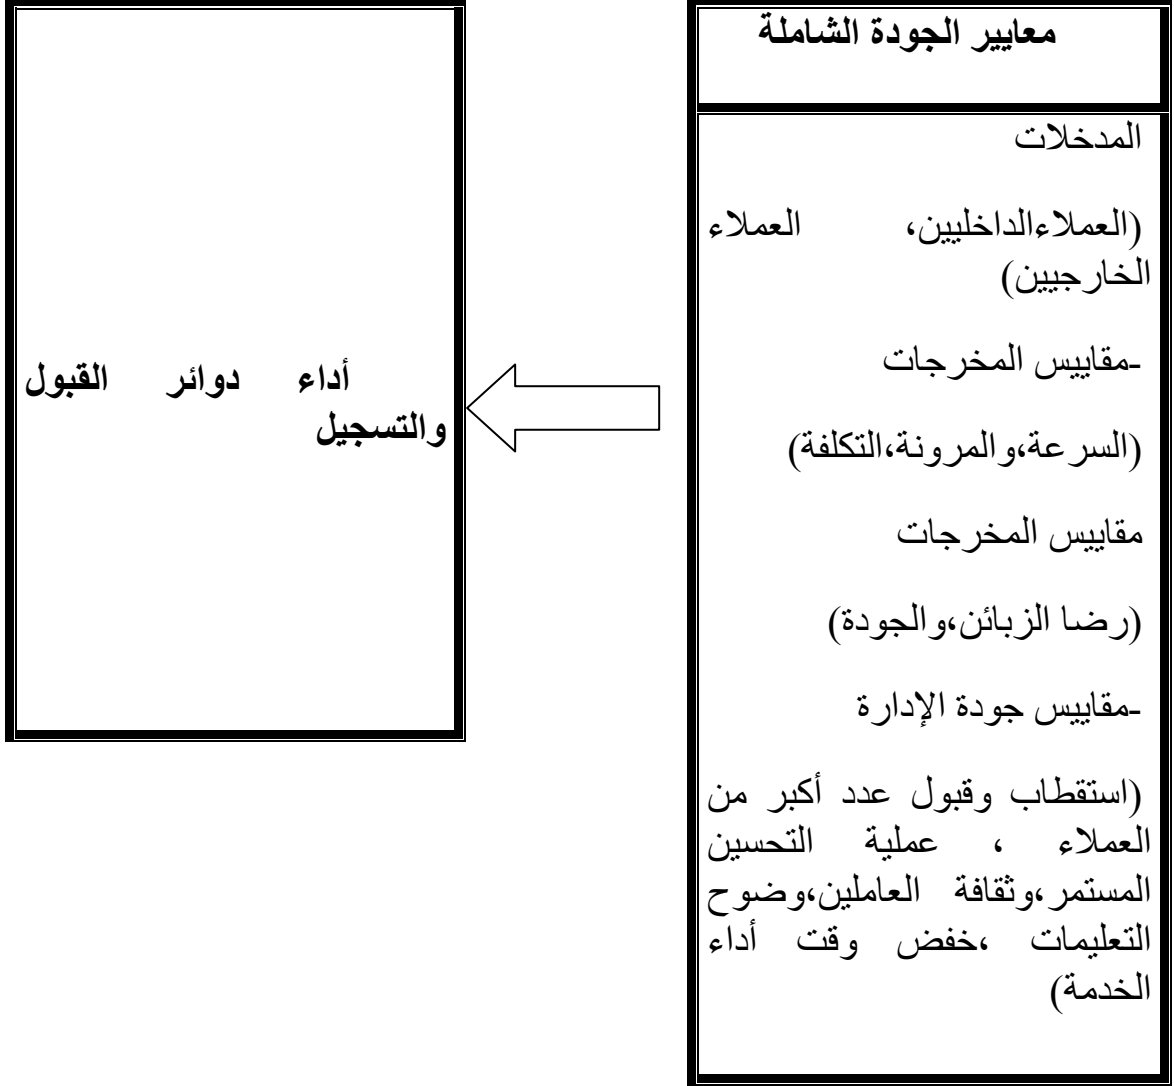 معايير الجودة الشاملة
المدخلات
(العملاءالداخليين، العملاء
الخارجيين)
-مقاييس المخرجات
(السرعة،والمرونة،التكلفة)
مقاييس المخرجات
(رضا الزبائن،والجودة)
-مقاييس جودة الإدارة
(استقطاب وقبول عدد أكبر من
العملاء ، عملية التحسين
المستمر،وثقافة العاملين،وضوح
التعليمات ،خفض وقت أداء
الخدمة)
أداء دوائر القبول
والتسجيل